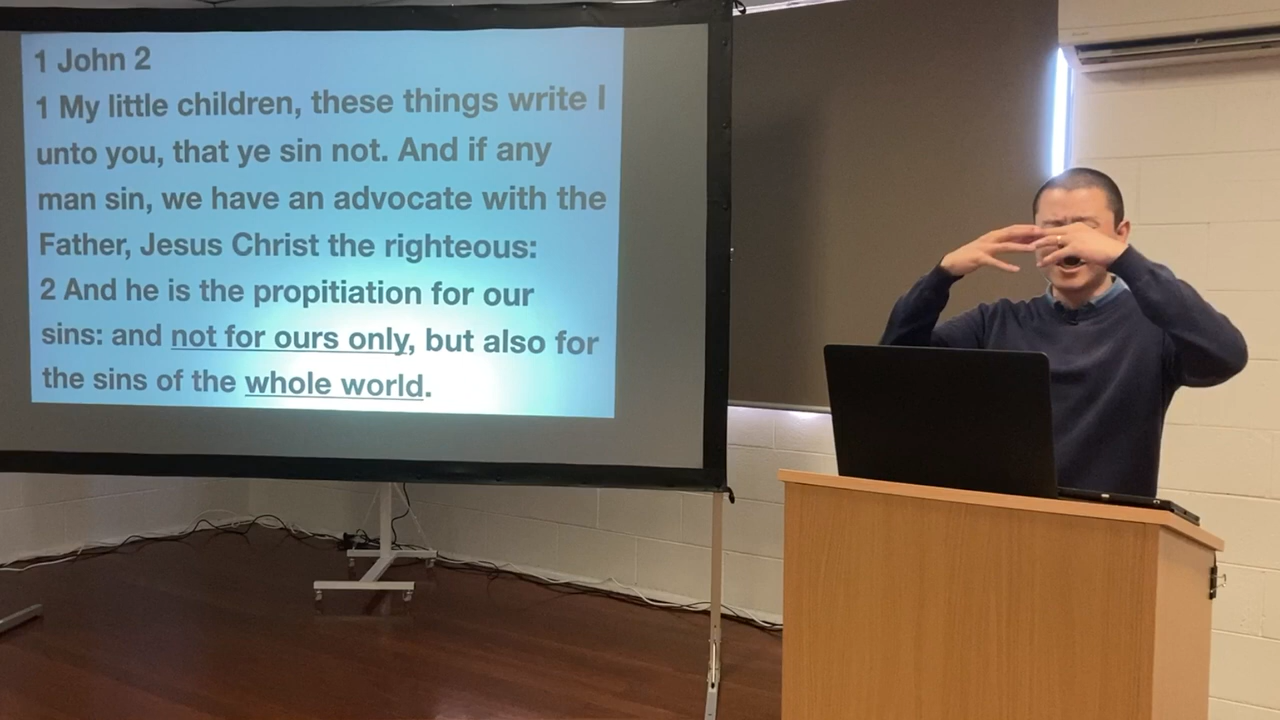 1 John 2
1 My little children, these things write I
unto you, that ye sin not. And if any
man sin, we have an advocate with the
Father, Jesus Christ the righteous:
2 And he is the propitiation for our
sins: and not for ours only, but also for
the sins of the whole world.